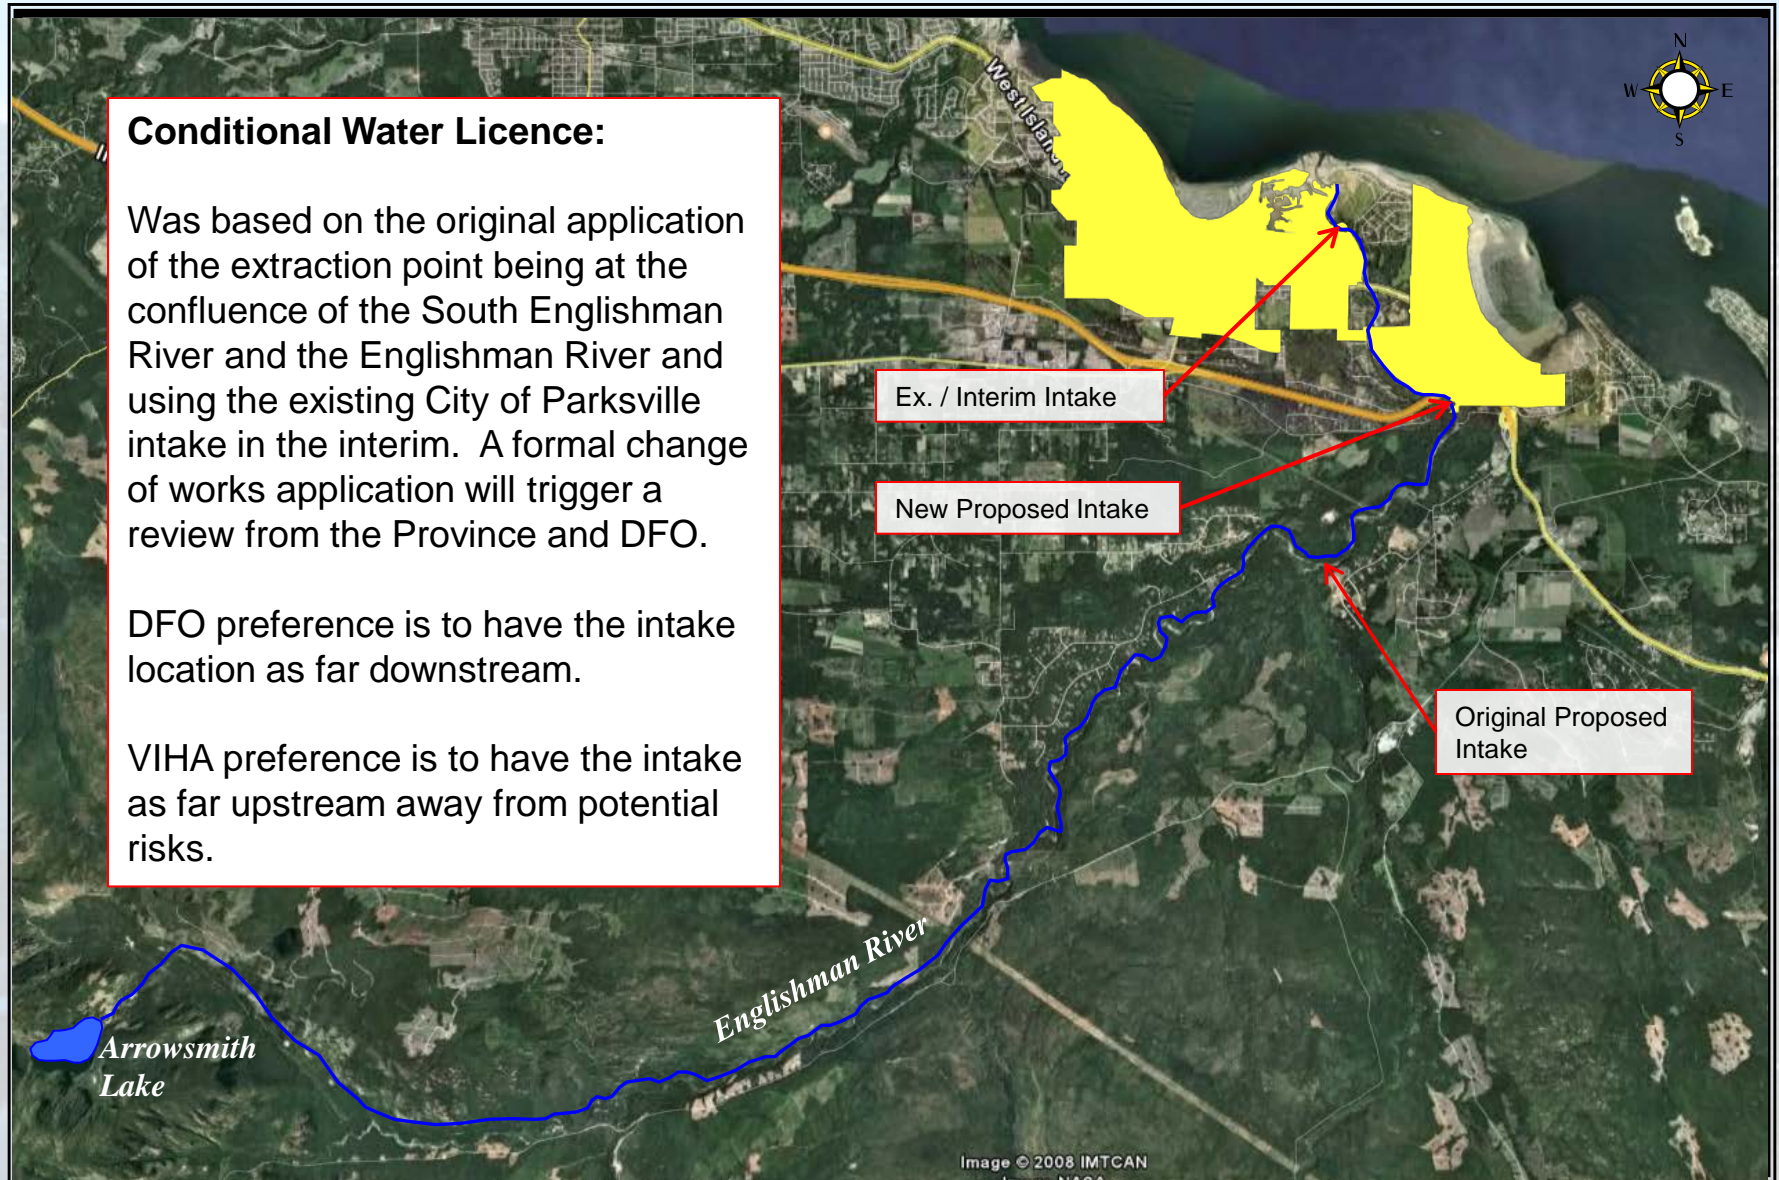 N
W E
S
West Island
Conditional Water Licence:
Was based on the original application
of the extraction point being at the
confluence of the South Englishman
River and the Englishman River and
using the existing City of Parksville
intake in the interim.  A formal change
of works application will trigger a
review from the Province and DFO.
DFO preference is to have the intake
location as far downstream.
VIHA preference is to have the intake
as far upstream away from potential
risks.
Ex. / Interim Intake
New Proposed Intake
Original Proposed
Intake
Englishman River
Arrowsmith
Lake
Image © 2008 IMTCAN